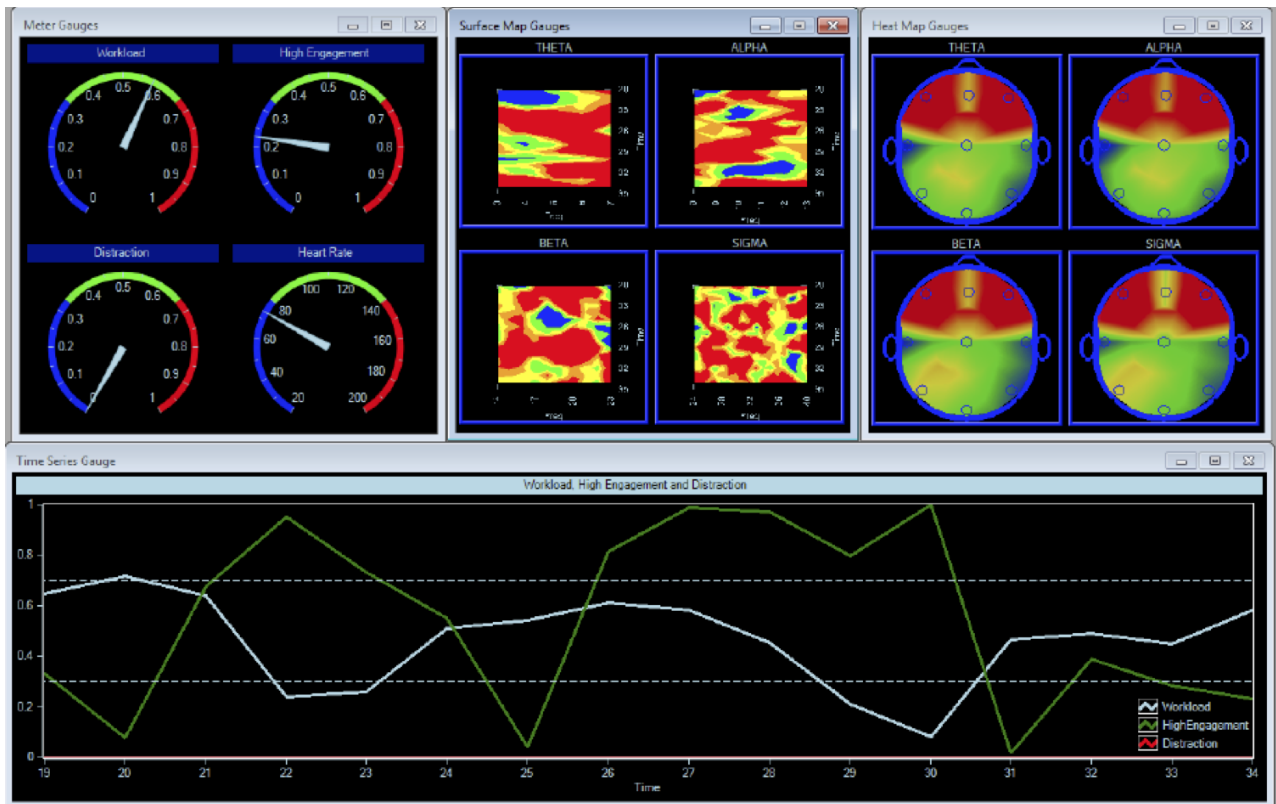 Meter Gauges
Workload
0 0.1 0.2 0.3 0.4 0.5 0.6 0.7 0.8 0.9 1
High Engagement
0 0.1 0.2 0.3 0.4 0.5 0.6 0.7 0.8 0.9 1
Distraction
0 0.1 0.2 0.3 0.4 0.5 0.6 0.7 0.8 0.9 1
Heart Rate
20 40 60 80 100 120 140 160 180 200
Surface Map Gauges
THETA
ALPHA
BETA
SIGMA
Heat Map Gauges
THETA
ALPHA
BETA
SIGMA
Time Series Gauge
Workload, High Engagement and Distraction
1
0.8
0.6
0.4
0.2
0
Workload
HighEngagement
Distraction
19 20 21 22 23 24 25 26 27 28 29 30 31 32 33 34
Time